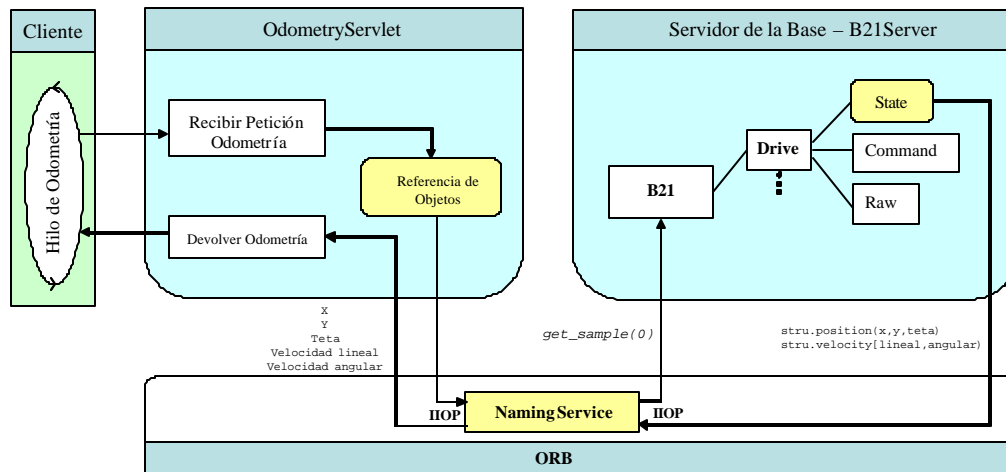 Cliente
OdometryServlet
Servidor de la Base – B21Server
Hilo de Odometría
Recibir Petición
Odometría
Referencia de
Objetos
Devolver Odometría
State
Drive
Command
B21
Raw
X
Y
Teta
Velocidad lineal
Velocidad angular
get_sample(0)
stru.position(x,y,teta)
stru.velocity[lineal,angular)
IIOP
Naming Service
IIOP
ORB